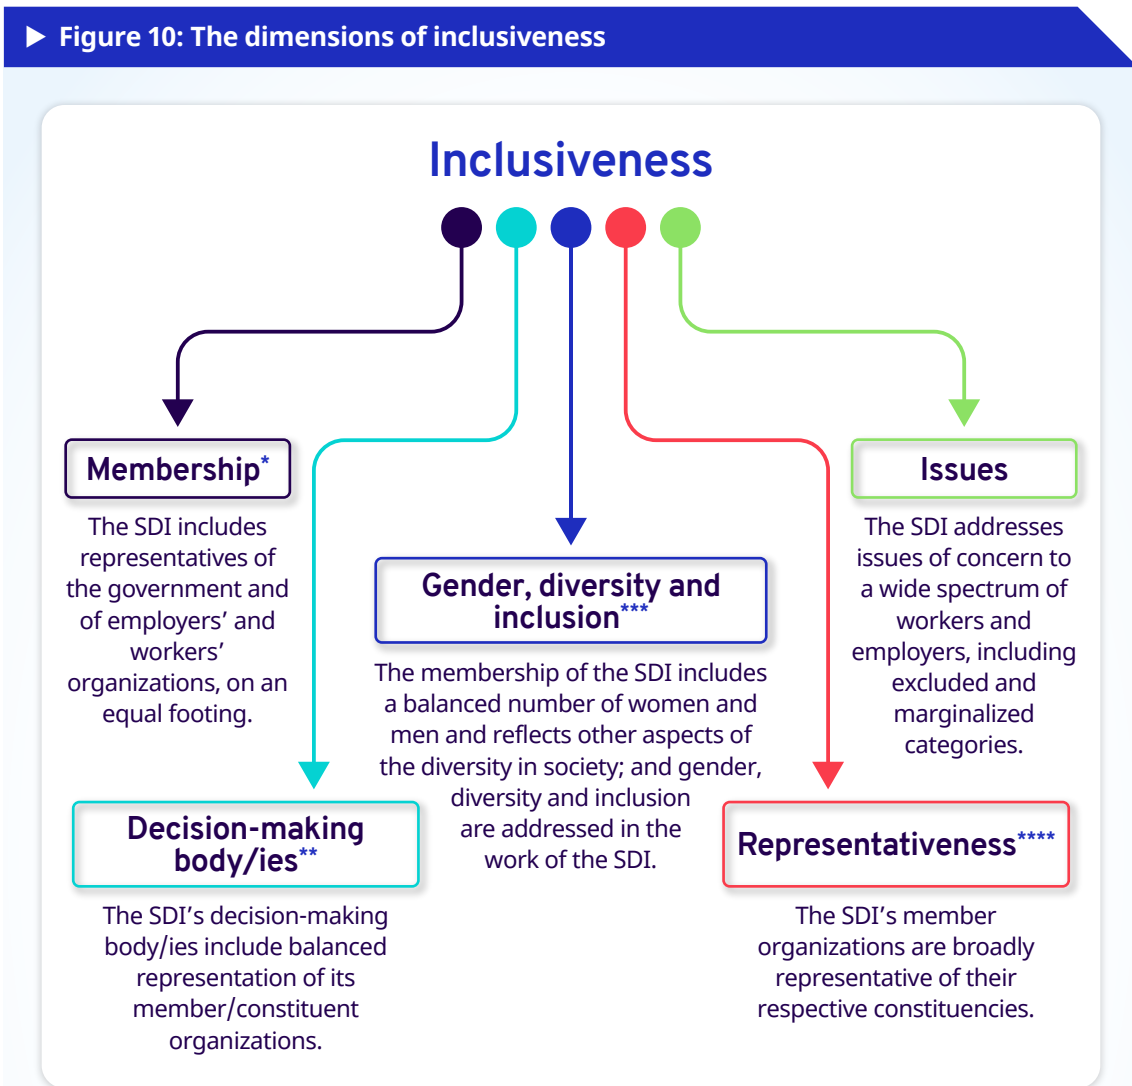 ▶ Figure 10: The dimensions of inclusiveness
Inclusiveness
Membership*
The SDI includes
representatives of
the government and
of employers’ and
workers’
organizations, on an
equal footing.
Decision-making
body/ies**
The SDI’s decision-making
body/ies include balanced
representation of its
member/constituent
organizations.
Gender, diversity and
inclusion***
The membership of the SDI includes
a balanced number of women and
men and reflects other aspects of
the diversity in society; and gender,
diversity and inclusion
are addressed in the
work of the SDI.
Representativeness****
The SDI’s member
organizations are broadly
representative of their
respective constituencies.
Issues
The SDI addresses
issues of concern to
a wide spectrum of
workers and
employers, including
excluded and
marginalized
categories.